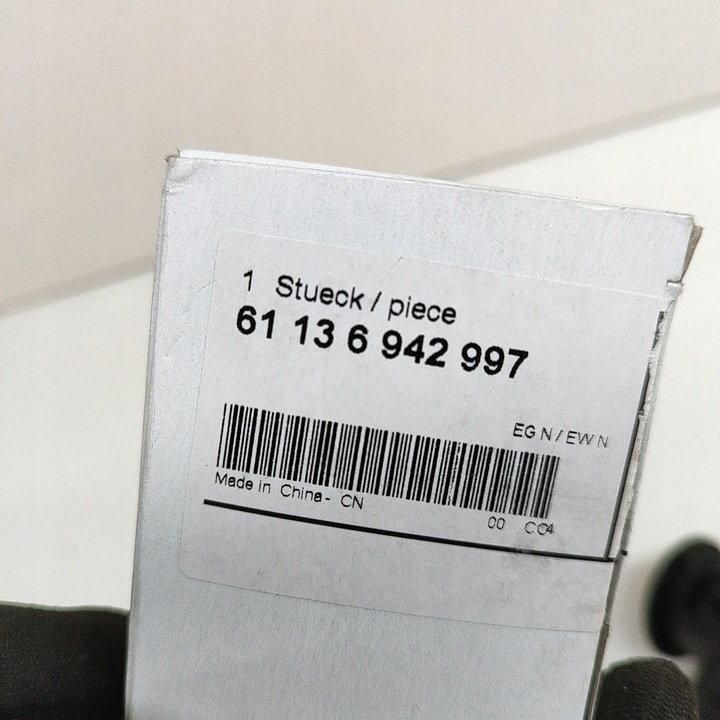 1 Stueck / piece
61 13 6 942 997
EG N / EW N
Made in China - CN
00 CC4